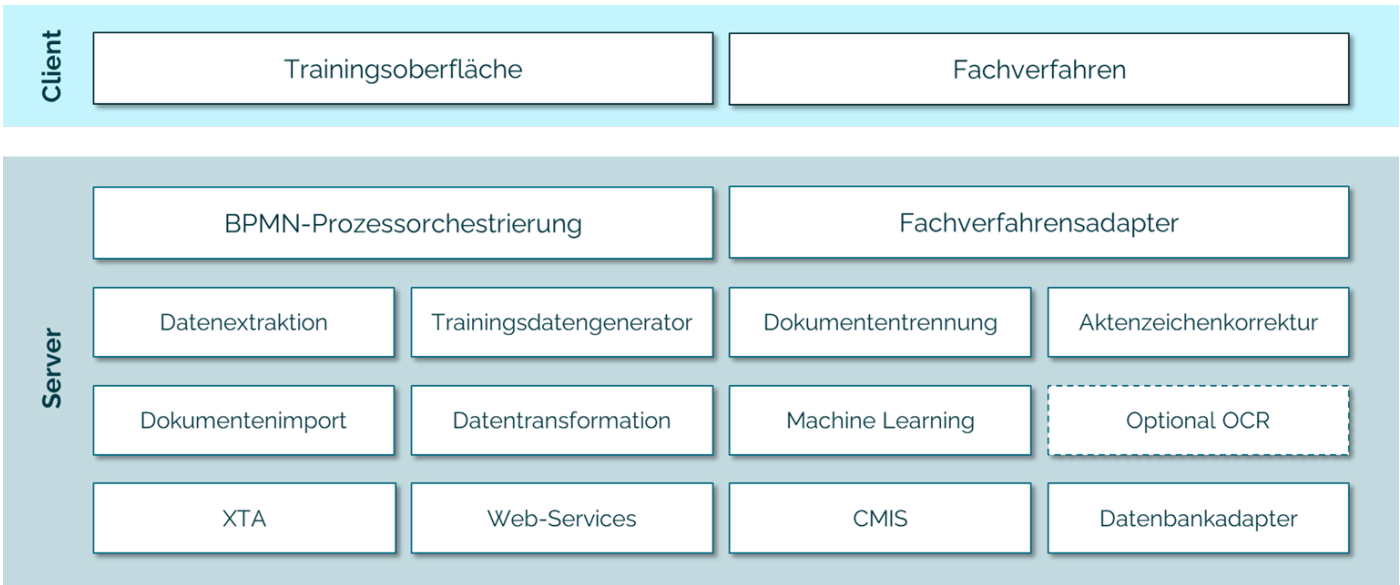 Client
Trainingsoberfläche
Fachverfahren
Server
BPMN-Prozessorchestrierung
Fachverfahrensadapter
Datenextraktion
Trainingsdatengenerator
Dokumententrennung
Aktenzeichenkorrektur
Dokumentenimport
Datentransformation
Machine Learning
Optional OCR
XTA
Web-Services
CMIS
Datenbankadapter